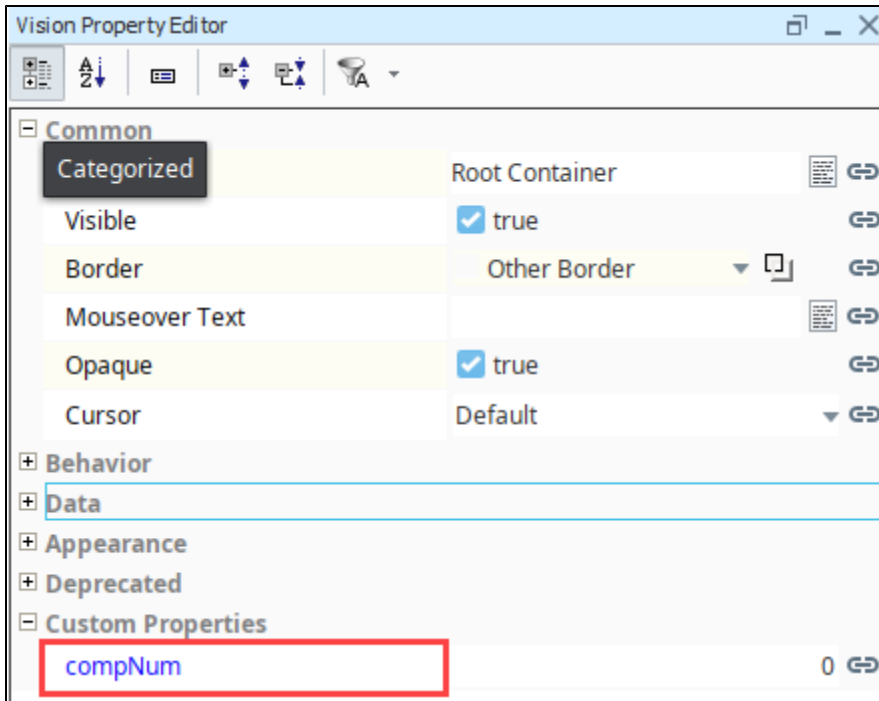 Vision Property Editor
Common
Categorized
Root Container
Visible true
Border Other Border
Mouseover Text
Opaque true
Cursor Default
Behavior
Data
Appearance
Deprecated
Custom Properties
compNum 0